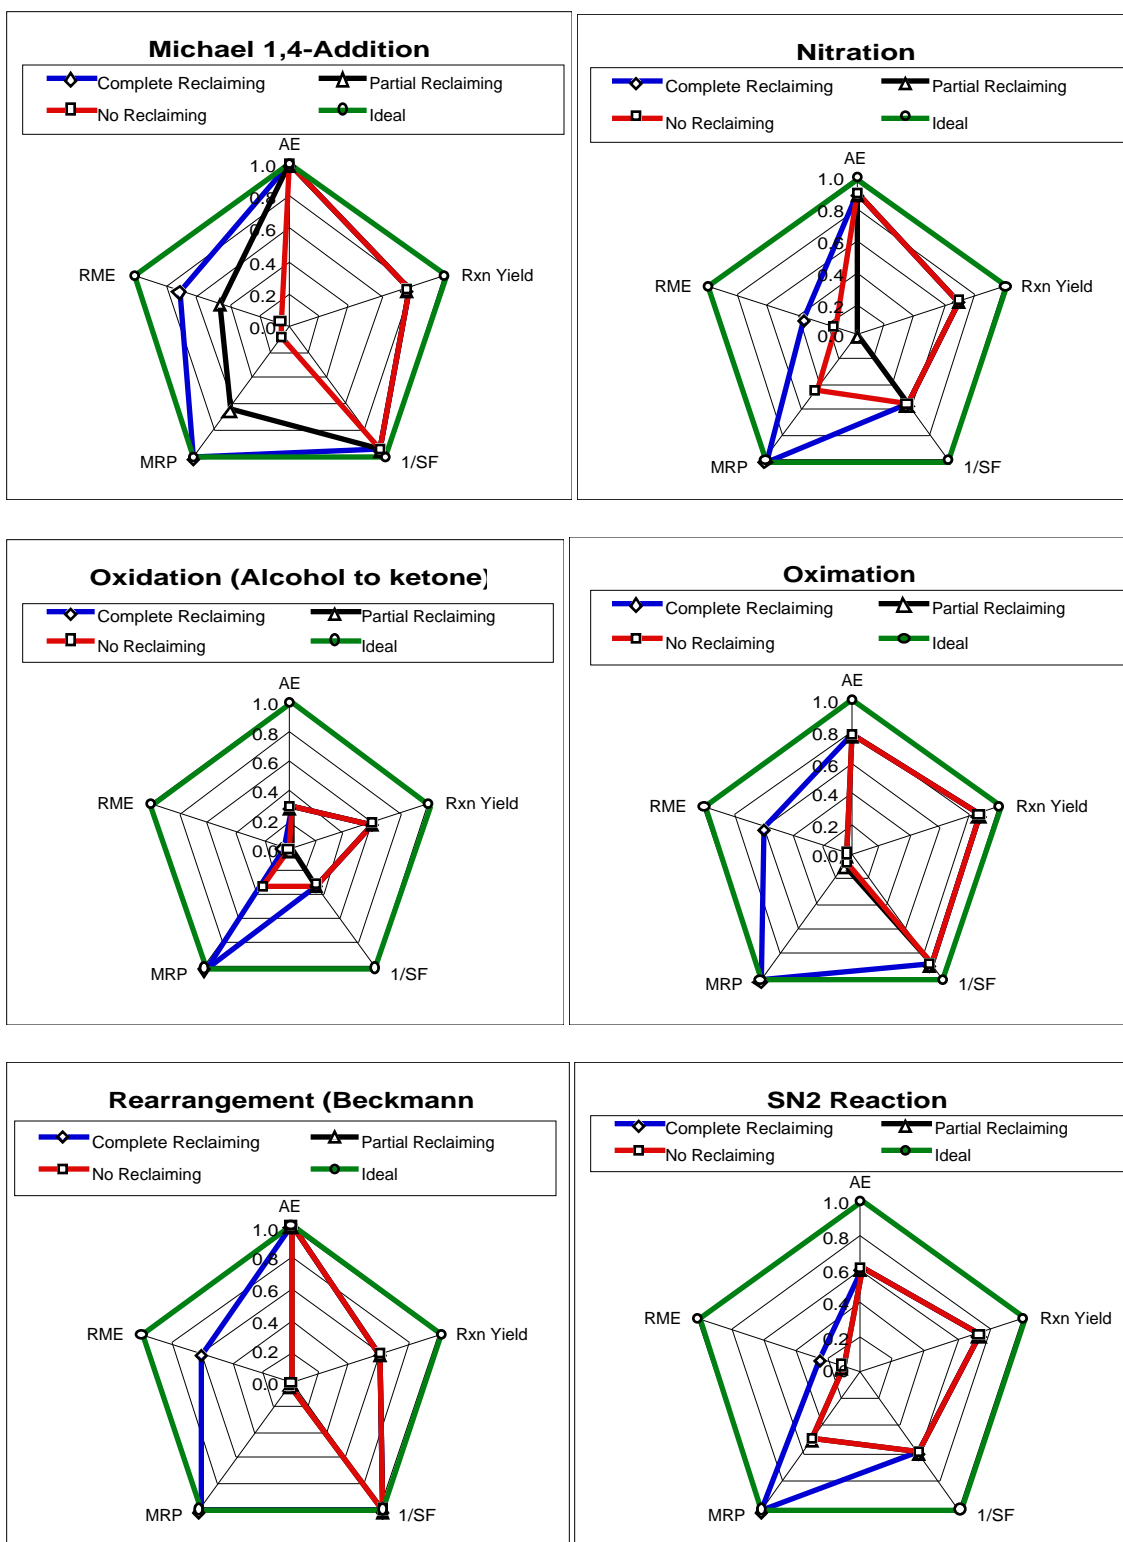 Michael 1,4-Addition
Complete Reclaiming
Partial Reclaiming
No Reclaiming
Ideal
AE
1.0
0.8
0.6
0.4
0.2
0.0
RME
Rxn Yield
MRP
1/SF
Nitration
Complete Reclaiming
Partial Reclaiming
No Reclaiming
Ideal
AE
1.0
0.8
0.6
0.4
0.2
0.0
RME
Rxn Yield
MRP
1/SF
Oxidation (Alcohol to ketone)
Complete Reclaiming
Partial Reclaiming
No Reclaiming
Ideal
AE
1.0
0.8
0.6
0.4
0.2
0.0
RME
Rxn Yield
MRP
1/SF
Oximation
Complete Reclaiming
Partial Reclaiming
No Reclaiming
Ideal
AE
1.0
0.8
0.6
0.4
0.2
0.0
RME
Rxn Yield
MRP
1/SF
Rearrangement (Beckmann
Complete Reclaiming
Partial Reclaiming
No Reclaiming
Ideal
AE
1.0
0.8
0.6
0.4
0.2
0.0
RME
Rxn Yield
MRP
1/SF
SN2 Reaction
Complete Reclaiming
Partial Reclaiming
No Reclaiming
Ideal
AE
1.0
0.8
0.6
0.4
0.2
0.0
RME
Rxn Yield
MRP
1/SF